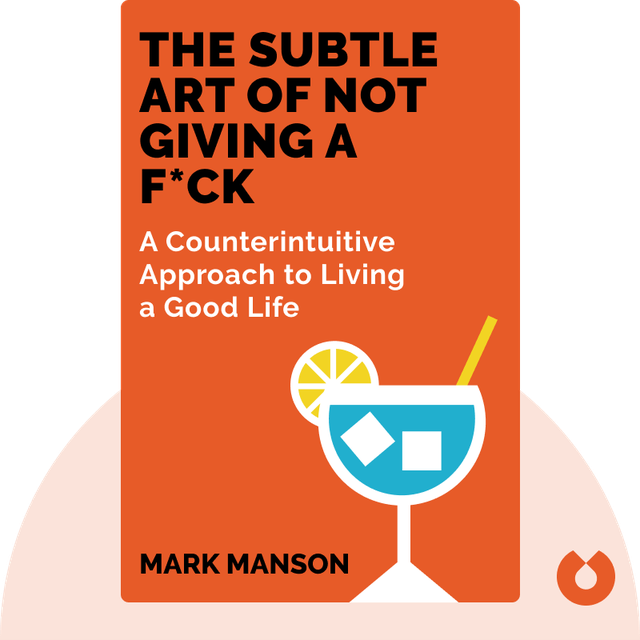 THE SUBTLE
ART OF NOT
GIVING A
F*CK
A Counterintuitive
Approach to Living
a Good Life
MARK MANSON